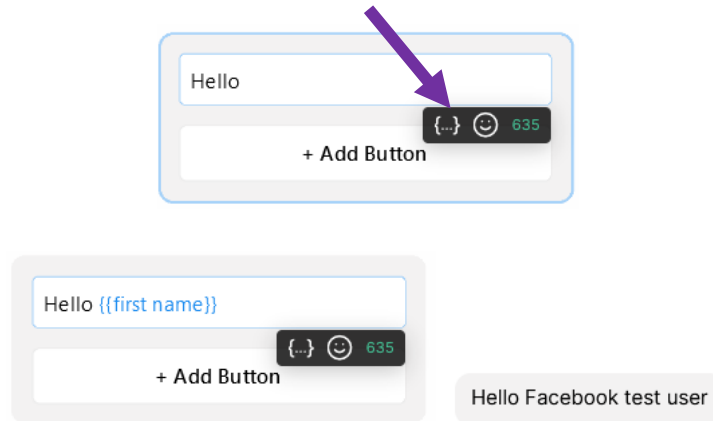 Hello
{...} 635
+ Add Button
Hello {{first name}}
{...} 635
+ Add Button
Hello Facebook test user